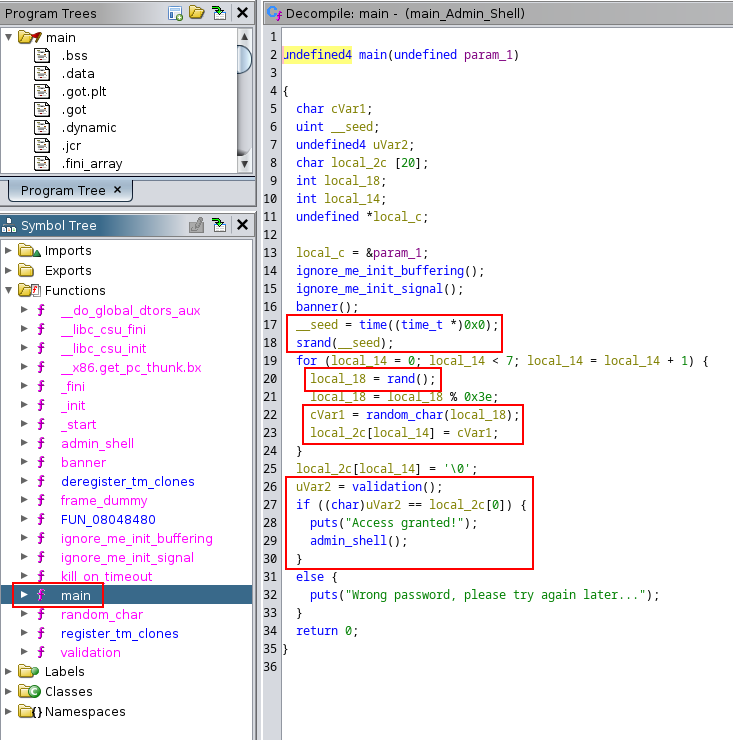 Program Trees
main
.bss
.data
.got.plt
.got
.dynamic
.jcr
.fini_array
Program Tree ×
Symbol Tree
Imports
Exports
Functions
__do_global_dtors_aux
__libc_csu_fini
__libc_csu_init
__x86.get_pc_thunk.bx
_fini
_init
_start
admin_shell
banner
deregister_tm_clones
frame_dummy
FUN_08048480
ignore_me_init_buffering
ignore_me_init_signal
kill_on_timeout
main
random_char
register_tm_clones
validation
Labels
Classes
Namespaces
Decompile: main - (main_Admin_Shell)
1
2 undefined4 main(undefined param_1)
3
4 {
5 char cVar1;
6 uint __seed;
7 undefined4 uVar2;
8 char local_2c [20];
9 int local_18;
10 int local_14;
11 undefined *local_c;
12
13 local_c = &param_1;
14 ignore_me_init_buffering();
15 ignore_me_init_signal();
16 banner();
17 __seed = time((time_t *)0x0);
18 srand(__seed);
19 for (local_14 = 0; local_14 < 7; local_14 = local_14 + 1) {
20 local_18 = rand();
21 local_18 = local_18 % 0x3e;
22 cVar1 = random_char(local_18);
23 local_2c[local_14] = cVar1;
24 }
25 local_2c[local_14] = '\0';
26 uVar2 = validation();
27 if ((char)uVar2 == local_2c[0]) {
28 puts("Access granted!");
29 admin_shell();
30 }
31 else {
32 puts("Wrong password, please try again later...");
33 }
34 return 0;
35 }
36